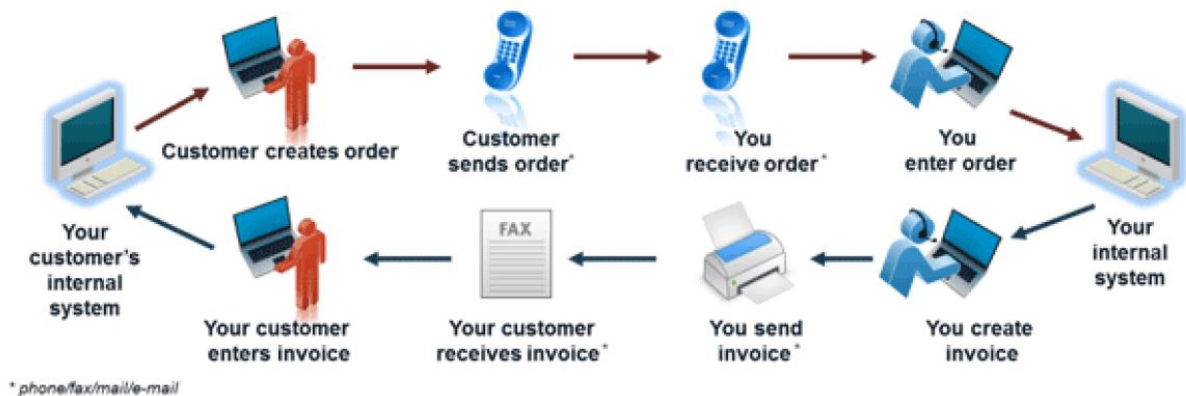 Customer creates order
Customer
sends order*
You
receive order*
You
enter order
Your
customer's
internal
system
FAX
Your
internal
system
Your customer
enters invoice
Your customer
receives invoice*
You send
invoice*
You create
invoice
* phone/fax/mail/e-mail